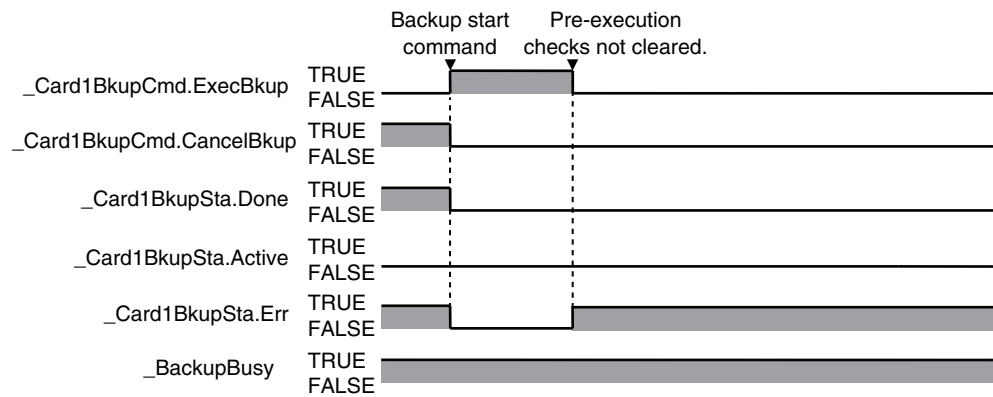 Backup start command
Pre-execution checks not cleared.
_Card1BkupCmd.ExecBkup TRUE
FALSE
_Card1BkupCmd.CancelBkup TRUE
FALSE
_Card1BkupSta.Done TRUE
FALSE
_Card1BkupSta.Active TRUE
FALSE
_Card1BkupSta.Err TRUE
FALSE
_BackupBusy TRUE
FALSE